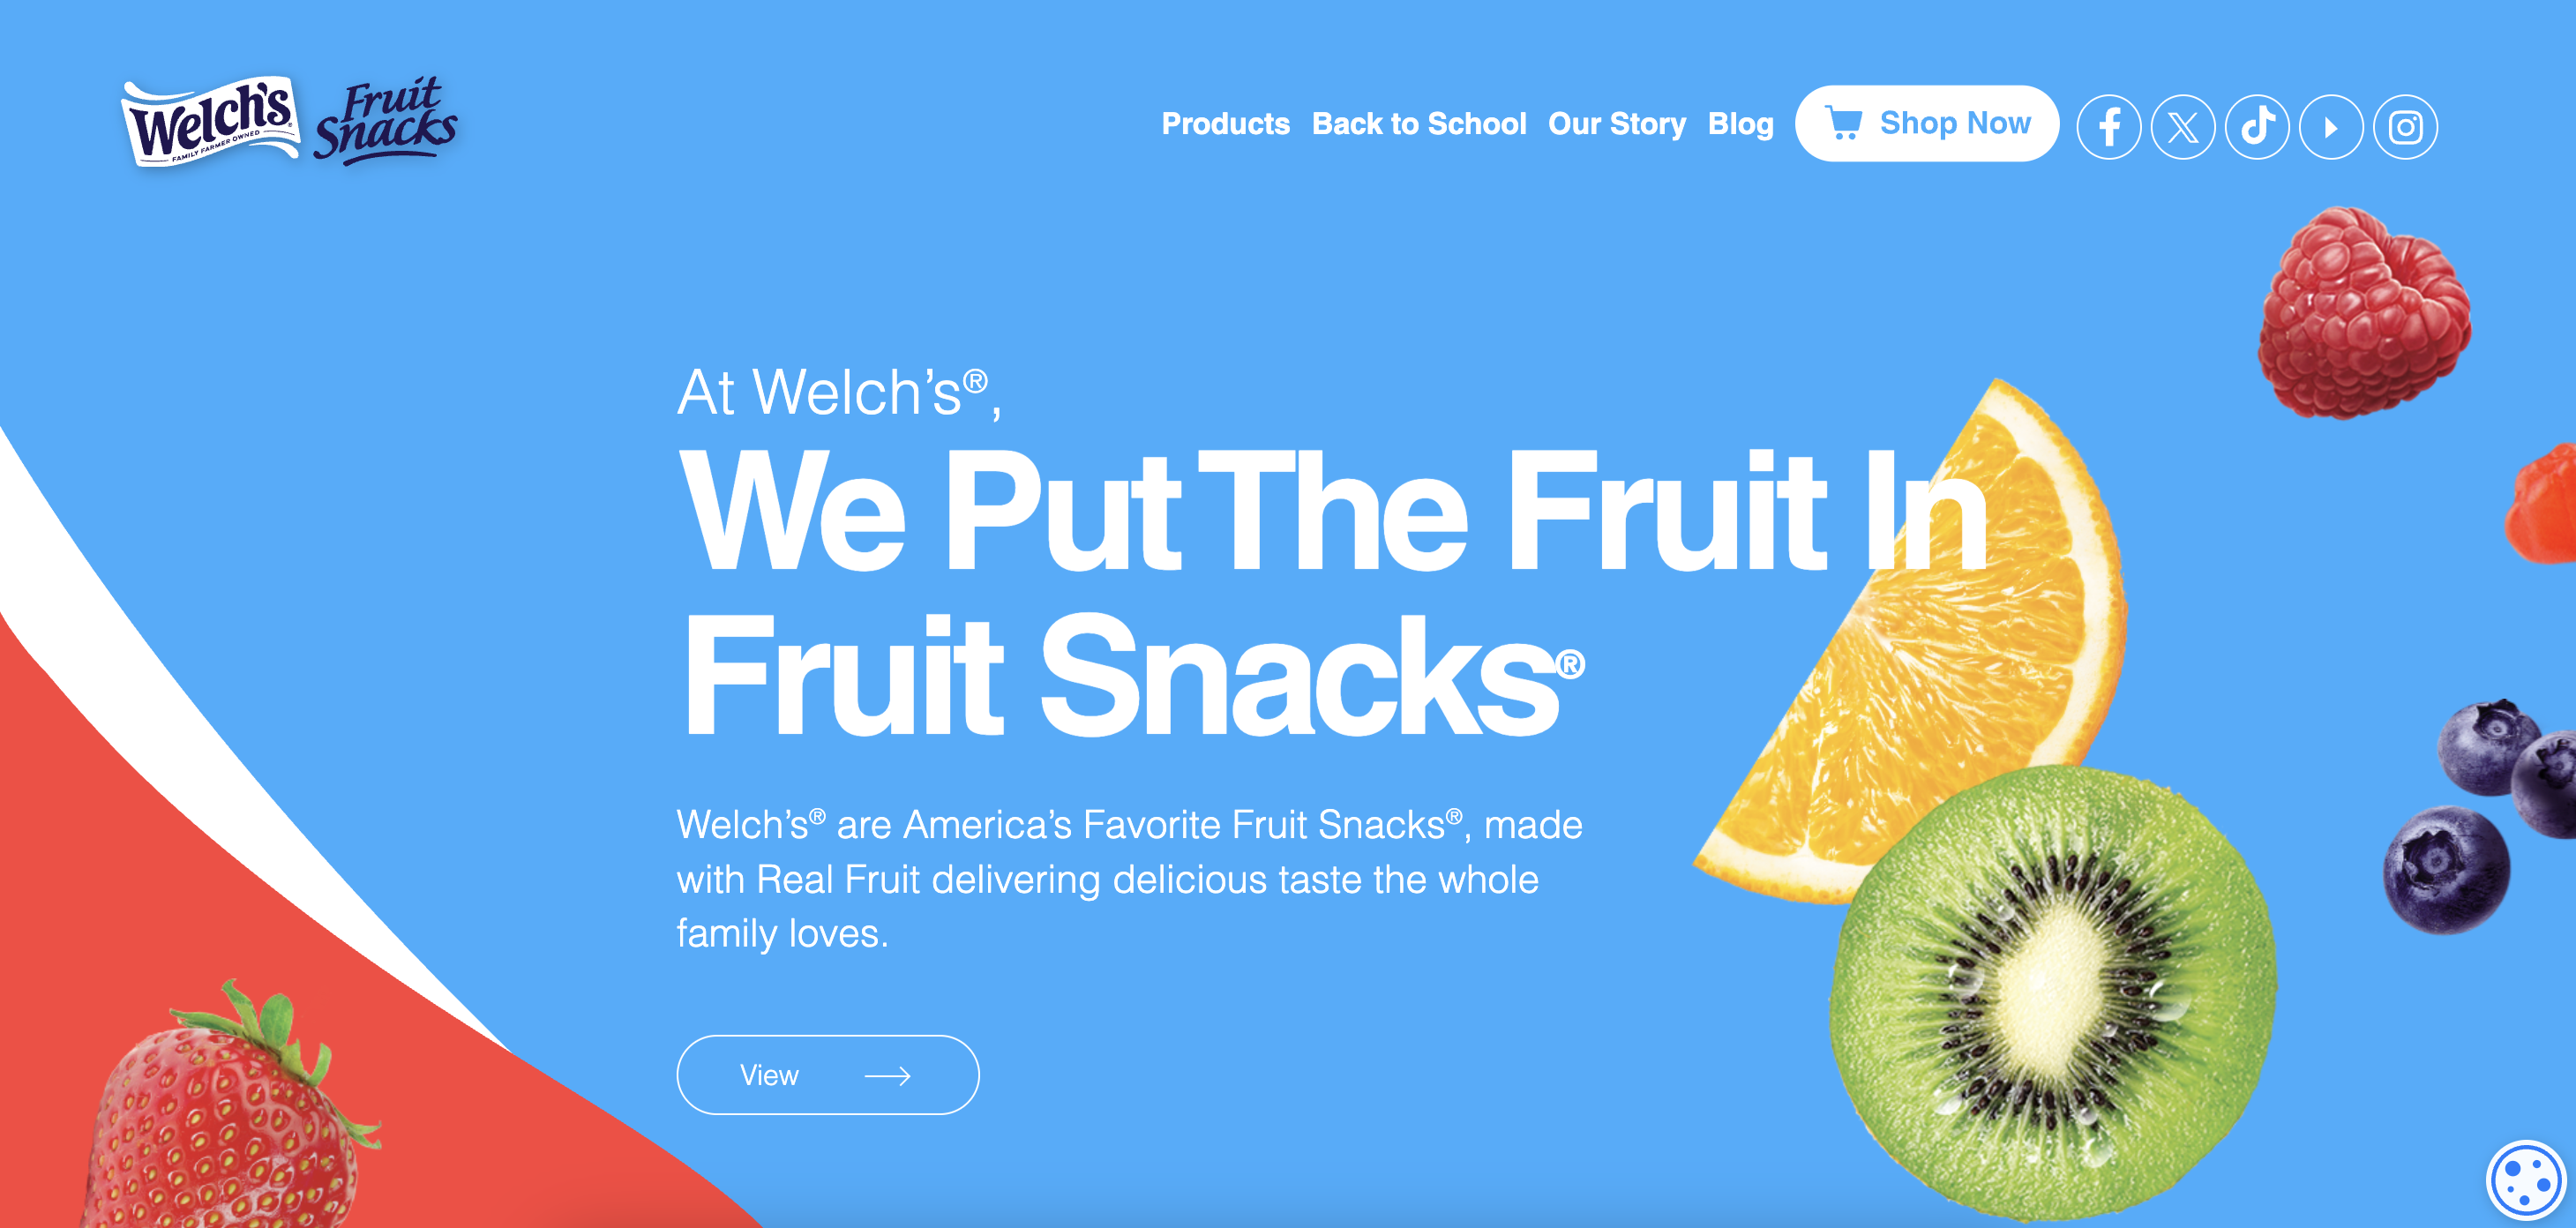 Welch's
FAMILY FARMER OWNED
Fruit
Snacks
Products Back to School Our Story Blog Shop Now
At Welch’s®,
We Put The Fruit In
Fruit Snacks®
Welch’s® are America’s Favorite Fruit Snacks®, made
with Real Fruit delivering delicious taste the whole
family loves.
View